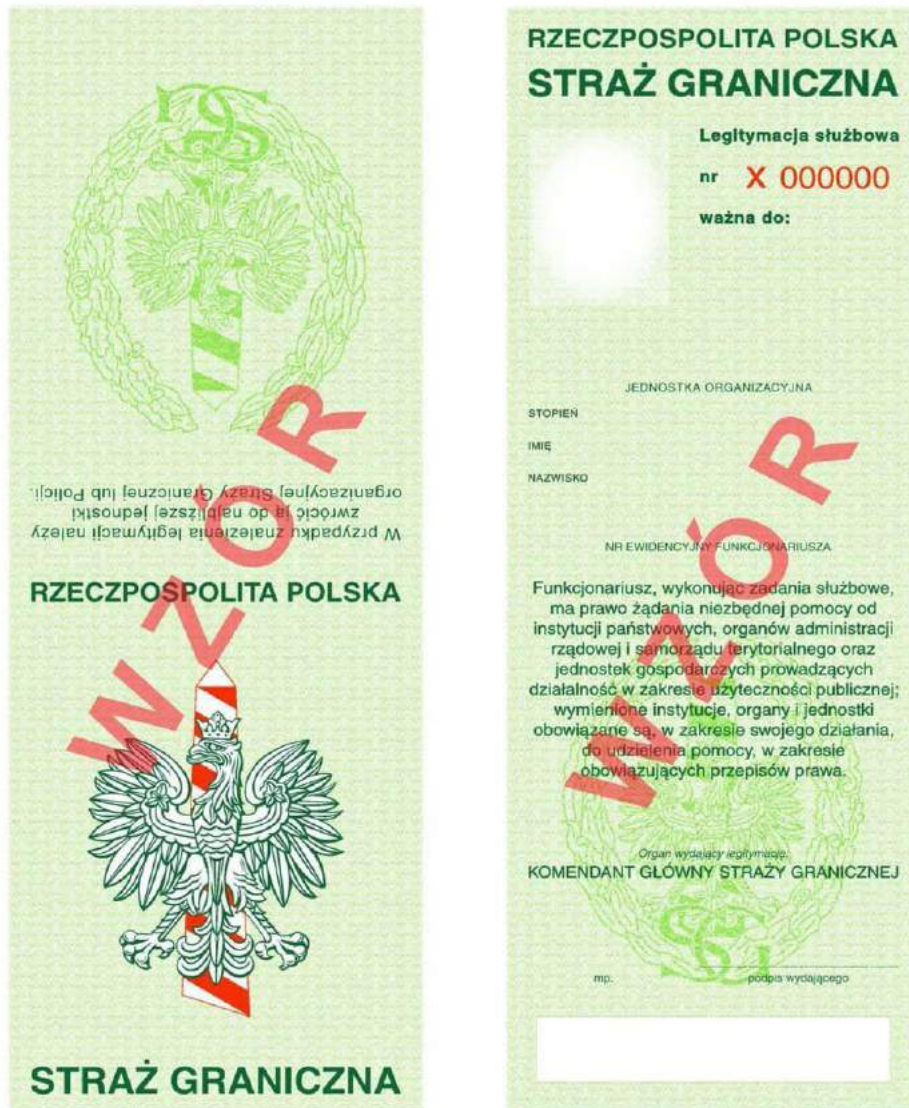 W przypadku znalezienia legitymacji należy
zwrócić ją do najbliższej jednostki
organizacyjnej Straży Granicznej lub Policji.
RZECZPOSPOLITA POLSKA
WZÓR
STRAŻ GRANICZNA
RZECZPOSPOLITA POLSKA
STRAŻ GRANICZNA
Legitymacja służbowa
nr X 000000
ważna do:
JEDNOSTKA ORGANIZACYJNA
STOPIEŃ
IMIĘ
NAZWISKO
NR EWIDENCYJNY FUNKCJONARIUSZA
Funkcjonariusz, wykonując zadania służbowe,
ma prawo żądania niezbędnej pomocy od
instytucji państwowych, organów administracji
rządowej i samorządu terytorialnego oraz
jednostek gospodarczych prowadzących
działalność w zakresie użyteczności publicznej;
wymienione instytucje, organy i jednostki
obowiązane są, w zakresie swojego działania,
do udzielenia pomocy, w zakresie
obowiązujących przepisów prawa.
WZÓR
Organ wydający legitymację:
KOMENDANT GŁÓWNY STRAŻY GRANICZNEJ
mp. podpis wydającego